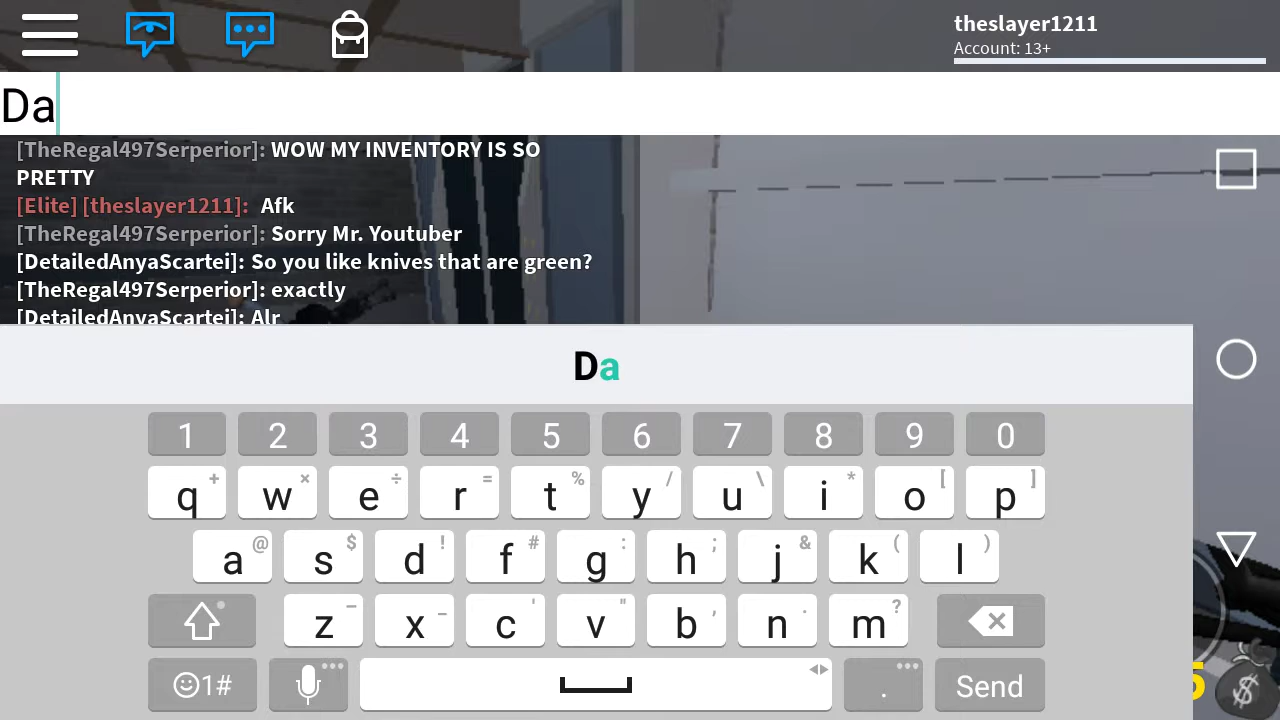 theslayer1211
Account: 13+
Da
[TheRegal497Serperior]: WOW MY INVENTORY IS SO
PRETTY
[Elite] [theslayer1211]: Afk
[TheRegal497Serperior]: Sorry Mr. Youtuber
[DetailedAnyaScartei]: So you like knives that are green?
[TheRegal497Serperior]: exactly
[DetailedAnyaScartei]: Alr
Da
1 2 3 4 5 6 7 8 9 0
q + w × e ÷ r = t % y / u \ i * o [ p ]
a @ s $ d ! f # g : h ; j & k ( l )
z – x _ c ' v " b , n . m ?
1# ... . ... Send
5 $